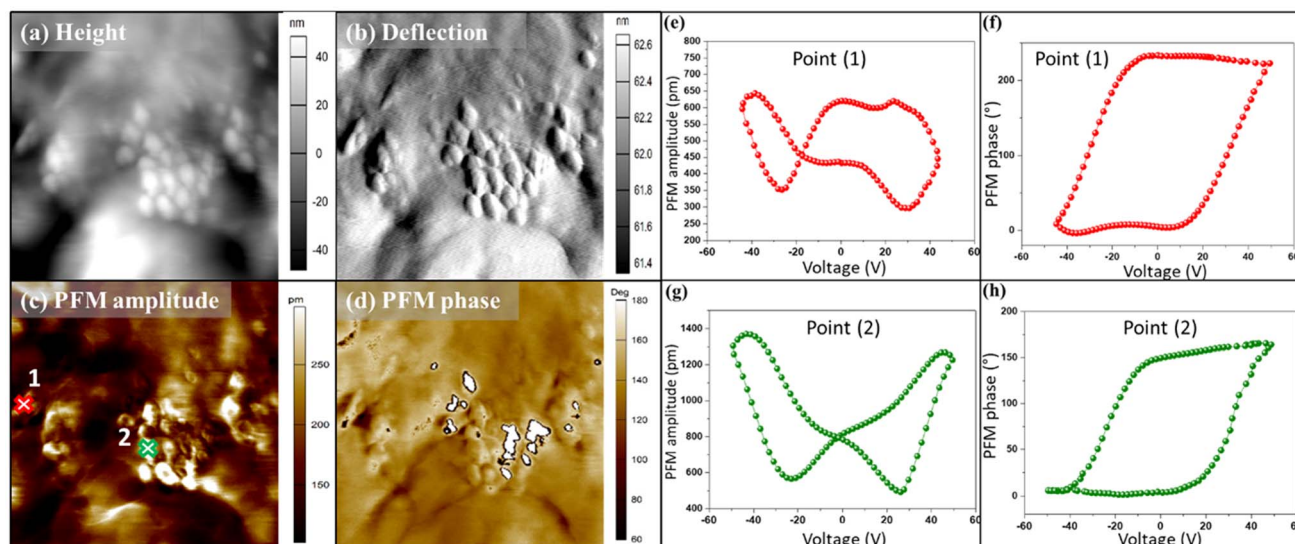 (a) Height
nm
40
20
0
-20
-40
(b) Deflection
nm
62.6
62.4
62.2
62.0
61.8
61.6
61.4
(c) PFM amplitude
pm
250
200
150
1
2
(d) PFM phase
Deg
180
160
140
120
100
80
60
(e)
Point (1)
PFM amplitude (pm)
800
750
700
650
600
550
500
450
400
350
300
250
200
-60 -40 -20 0 20 40 60
Voltage (V)
(f)
Point (1)
PFM phase (°)
200
100
0
-60 -40 -20 0 20 40 60
Voltage (V)
(g)
Point (2)
PFM amplitude (pm)
1400
1200
1000
800
600
400
-60 -40 -20 0 20 40 60
Voltage (V)
(h)
Point (2)
PFM phase (°)
200
150
100
50
0
-60 -40 -20 0 20 40 60
Voltage (V)